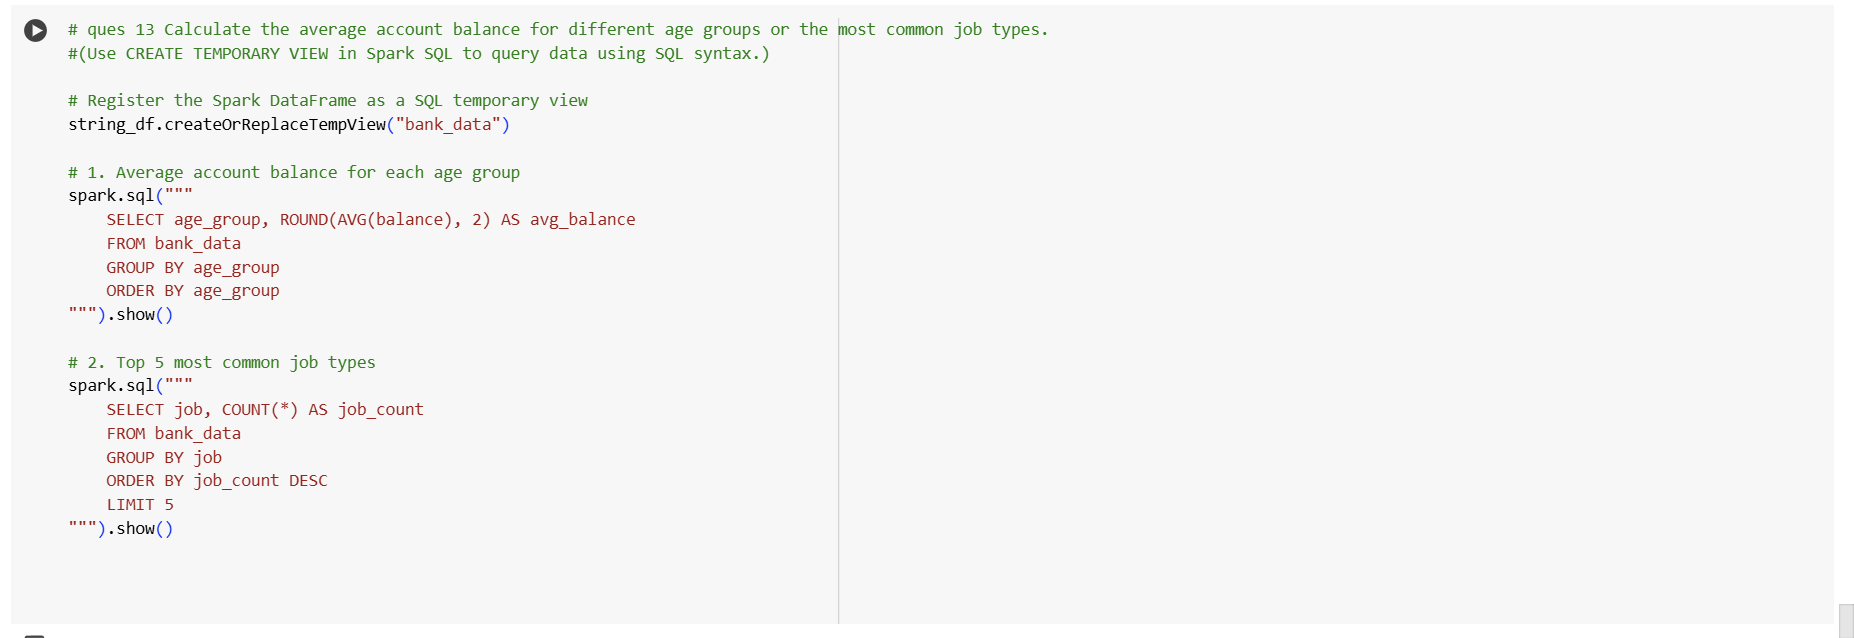 # ques 13 Calculate the average account balance for different age groups or the most common job types.
#(Use CREATE TEMPORARY VIEW in Spark SQL to query data using SQL syntax.)
# Register the Spark DataFrame as a SQL temporary view
string_df.createOrReplaceTempView("bank_data")
# 1. Average account balance for each age group
spark.sql("""
    SELECT age_group, ROUND(AVG(balance), 2) AS avg_balance
    FROM bank_data
    GROUP BY age_group
    ORDER BY age_group
""").show()
# 2. Top 5 most common job types
spark.sql("""
    SELECT job, COUNT(*) AS job_count
    FROM bank_data
    GROUP BY job
    ORDER BY job_count DESC
    LIMIT 5
""").show()